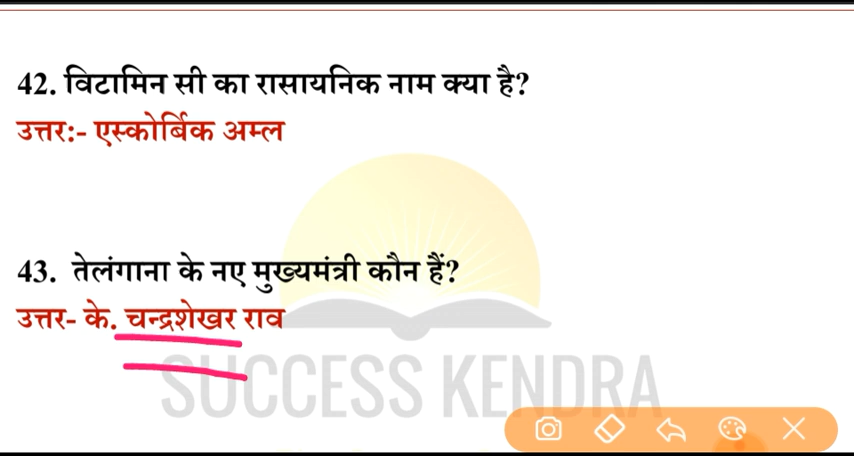 42. विटामिन सी का रासायनिक नाम क्या है?
उत्तर:- एस्कोर्बिक अम्ल
43. तेलंगाना के नए मुख्यमंत्री कौन हैं?
उत्तर- के. चन्द्रशेखर राव
SUCCESS KENDRA